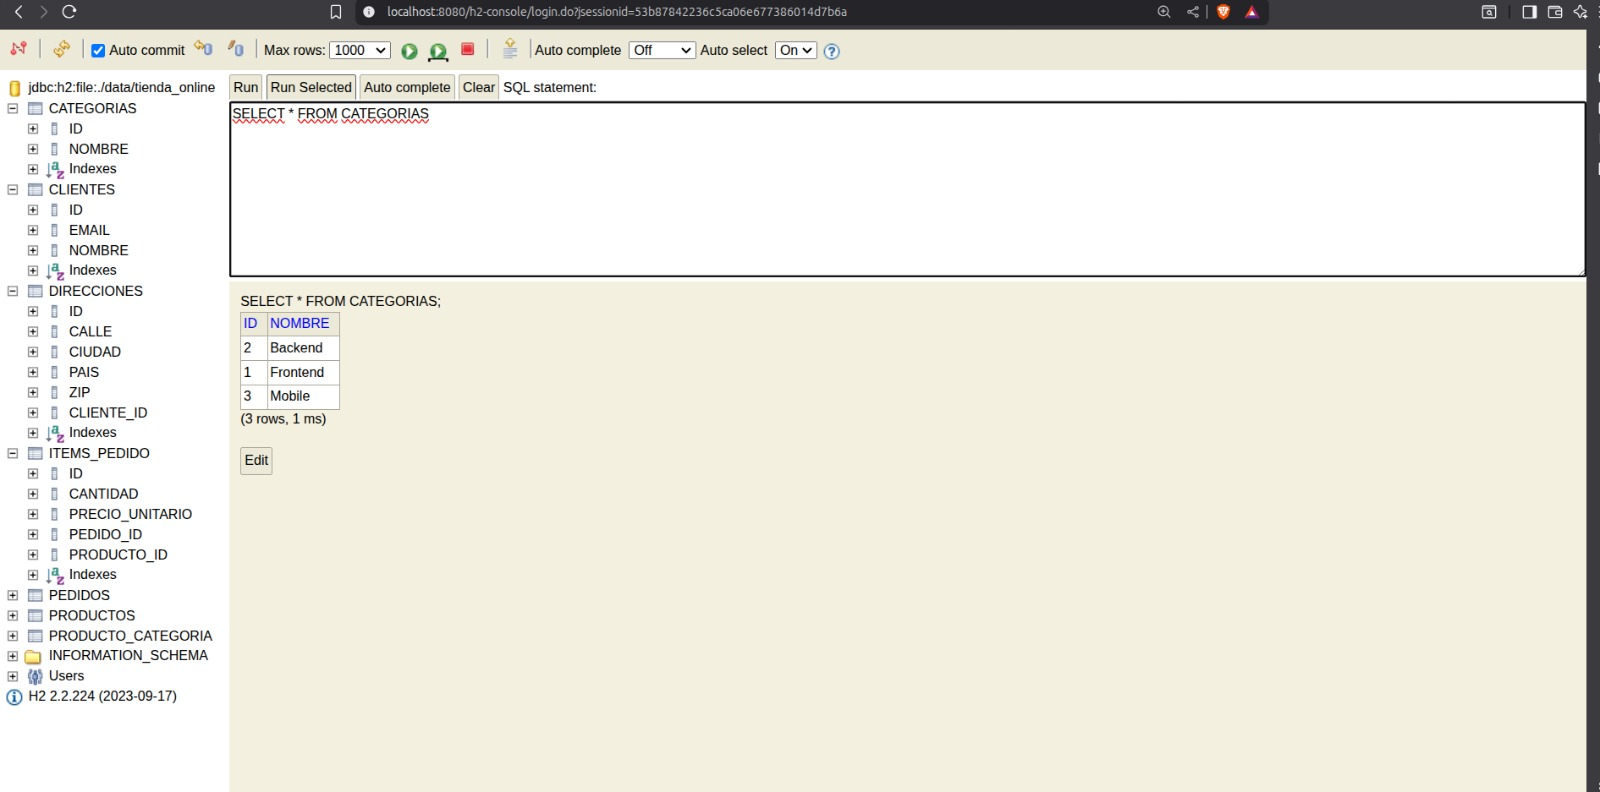 localhost:8080/h2-console/login.do?jsessionid=53b87842236c5ca06e677386014d7b6a
Auto commit Max rows: 1000 Auto complete Off Auto select On
jdbc:h2:file:./data/tienda_online
CATEGORIAS
ID
NOMBRE
Indexes
CLIENTES
ID
EMAIL
NOMBRE
Indexes
DIRECCIONES
ID
CALLE
CIUDAD
PAIS
ZIP
CLIENTE_ID
Indexes
ITEMS_PEDIDO
ID
CANTIDAD
PRECIO_UNITARIO
PEDIDO_ID
PRODUCTO_ID
Indexes
PEDIDOS
PRODUCTOS
PRODUCTO_CATEGORIA
INFORMATION_SCHEMA
Users
H2 2.2.224 (2023-09-17)
Run Run Selected Auto complete Clear SQL statement:
SELECT * FROM CATEGORIAS
SELECT * FROM CATEGORIAS;
ID NOMBRE
2 Backend
1 Frontend
3 Mobile
(3 rows, 1 ms)
Edit